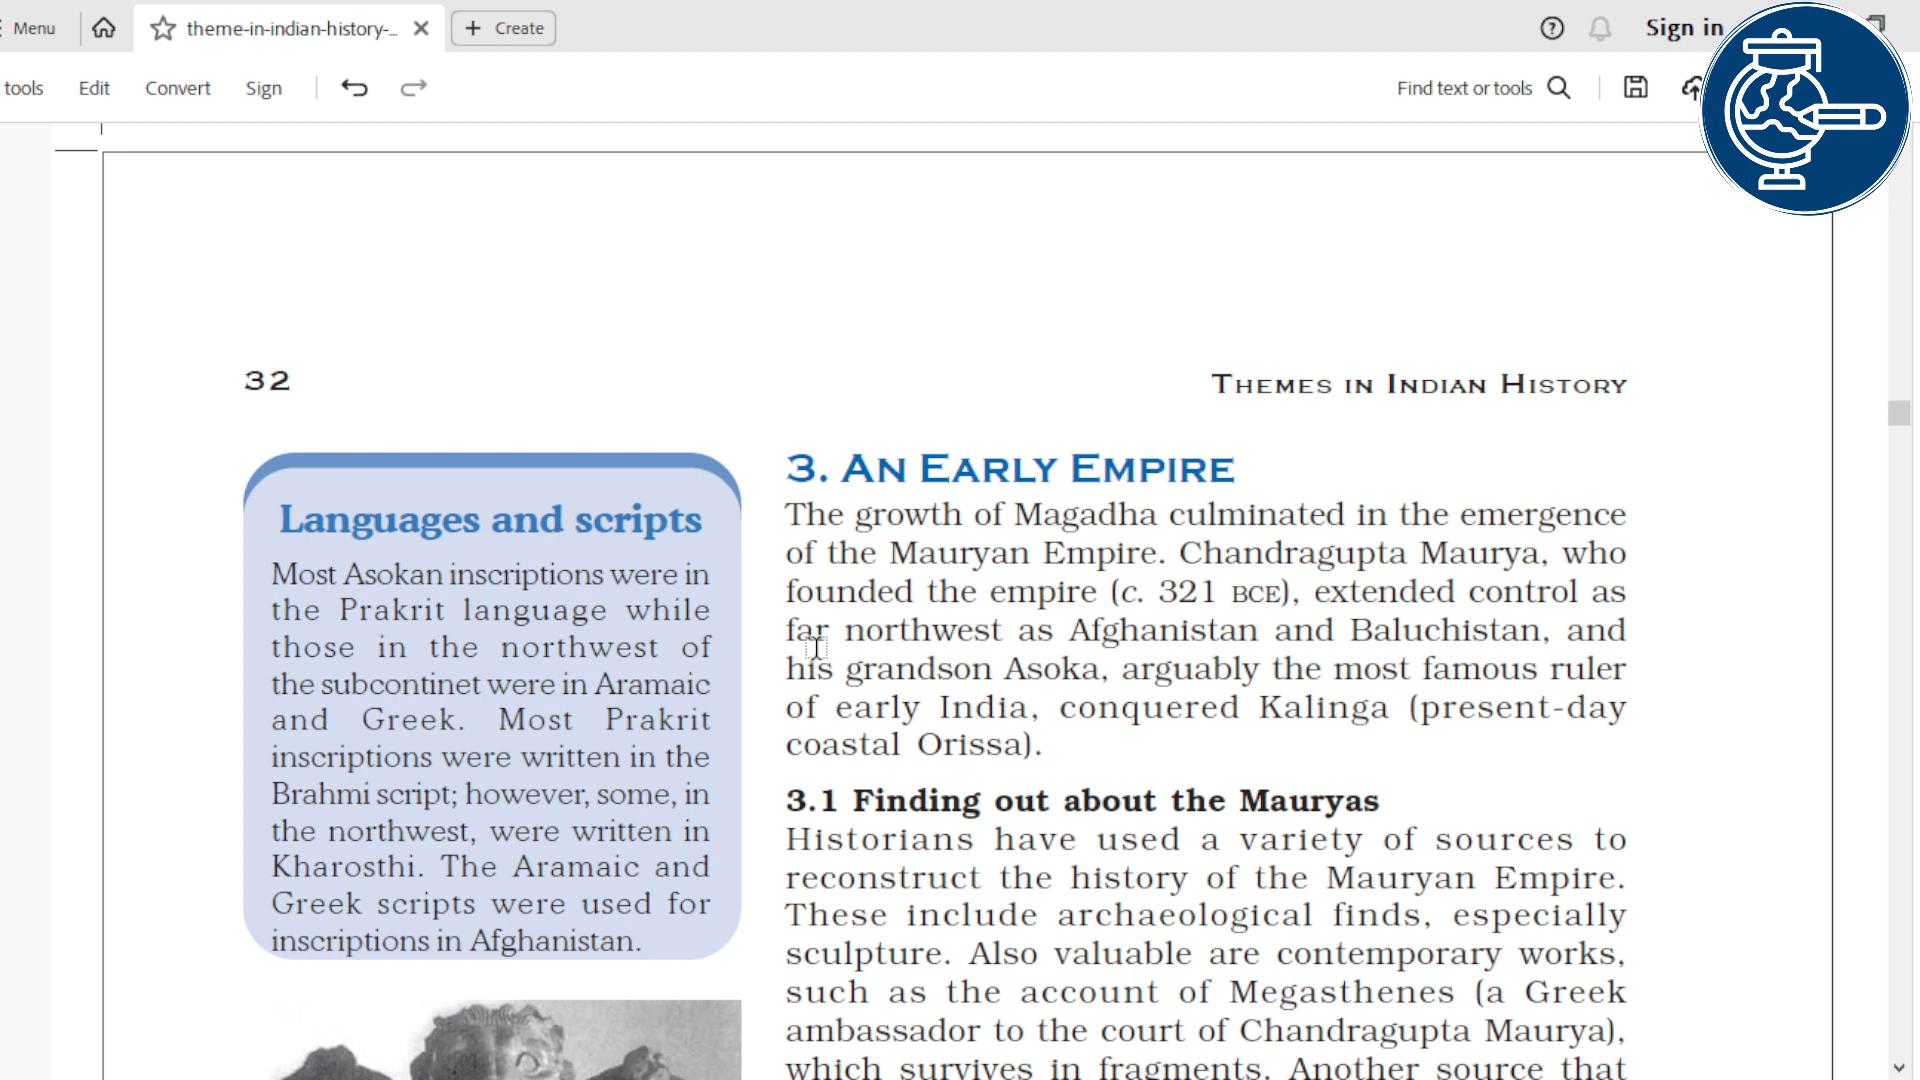 Menu
theme-in-indian-history-_
Create
Sign in
tools
Edit
Convert
Sign
Find text or tools
32
THEMES IN INDIAN HISTORY
Languages and scripts
Most Asokan inscriptions were in
the Prakrit language while
those in the northwest of
the subcontinet were in Aramaic
and Greek. Most Prakrit
inscriptions were written in the
Brahmi script; however, some, in
the northwest, were written in
Kharosthi. The Aramaic and
Greek scripts were used for
inscriptions in Afghanistan.
3. AN EARLY EMPIRE
The growth of Magadha culminated in the emergence
of the Mauryan Empire. Chandragupta Maurya, who
founded the empire (c. 321 BCE), extended control as
far northwest as Afghanistan and Baluchistan, and
his grandson Asoka, arguably the most famous ruler
of early India, conquered Kalinga (present-day
coastal Orissa).
3.1 Finding out about the Mauryas
Historians have used a variety of sources to
reconstruct the history of the Mauryan Empire.
These include archaeological finds, especially
sculpture. Also valuable are contemporary works,
such as the account of Megasthenes (a Greek
ambassador to the court of Chandragupta Maurya),
which survives in fragments. Another source that